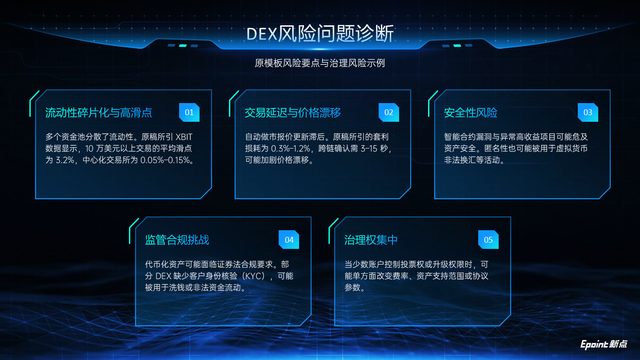 DEX风险问题诊断
原模板风险要点与治理风险示例
流动性碎片化与高滑点
01
多个资金池分散了流动性。原稿所引 XBIT
数据显示，10 万美元以上交易的平均滑点
为 3.2%，中心化交易所为 0.05%–0.15%。
交易延迟与价格漂移
02
自动做市报价更新滞后。原稿所引的套利
损耗为 0.3%–1.2%，跨链确认需 3–15 秒，
可能加剧价格漂移。
安全性风险
03
智能合约漏洞与异常高收益项目可能危及
资产安全。匿名性也可能被用于虚拟货币
非法换汇等活动。
监管合规挑战
04
代币化资产可能面临证券法合规要求。部
分 DEX 缺少客户身份核验（KYC），可能
被用于洗钱或非法资金流动。
治理权集中
05
当少数账户控制投票权或升级权限时，可
能单方面改变费率、资产支持范围或协议
参数。
Epoint 新点